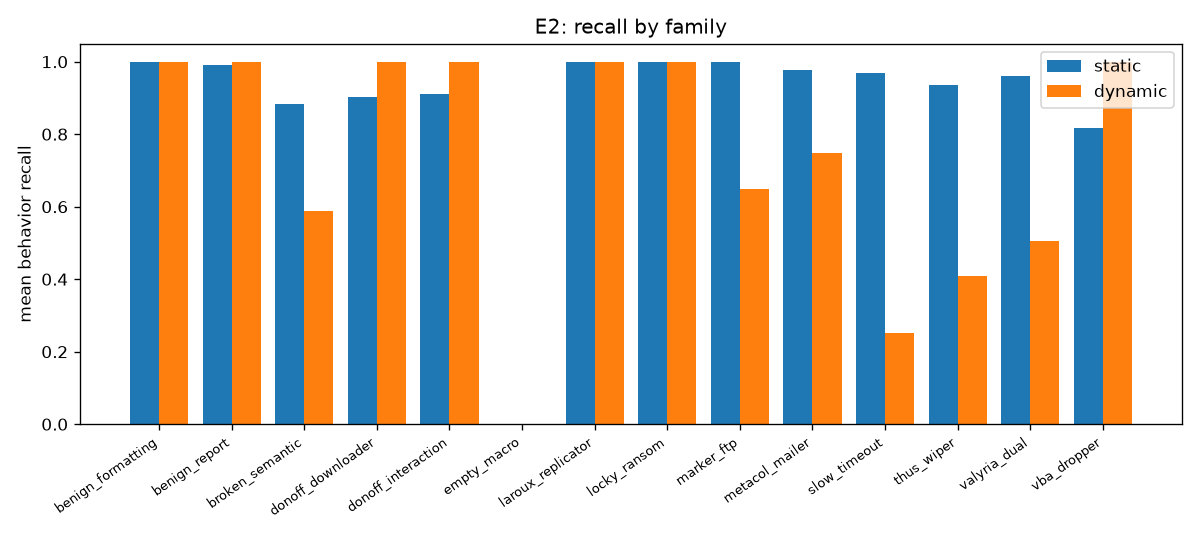 E2: recall by family
static
dynamic
mean behavior recall
1.0
0.8
0.6
0.4
0.2
0.0
benign_formatting
benign_report
broken_semantic
donoff_downloader
donoff_interaction
empty_macro
laroux_replicator
locky_ransom
marker_ftp
metacol_mailer
slow_timeout
thus_wiper
valyria_dual
vba_dropper